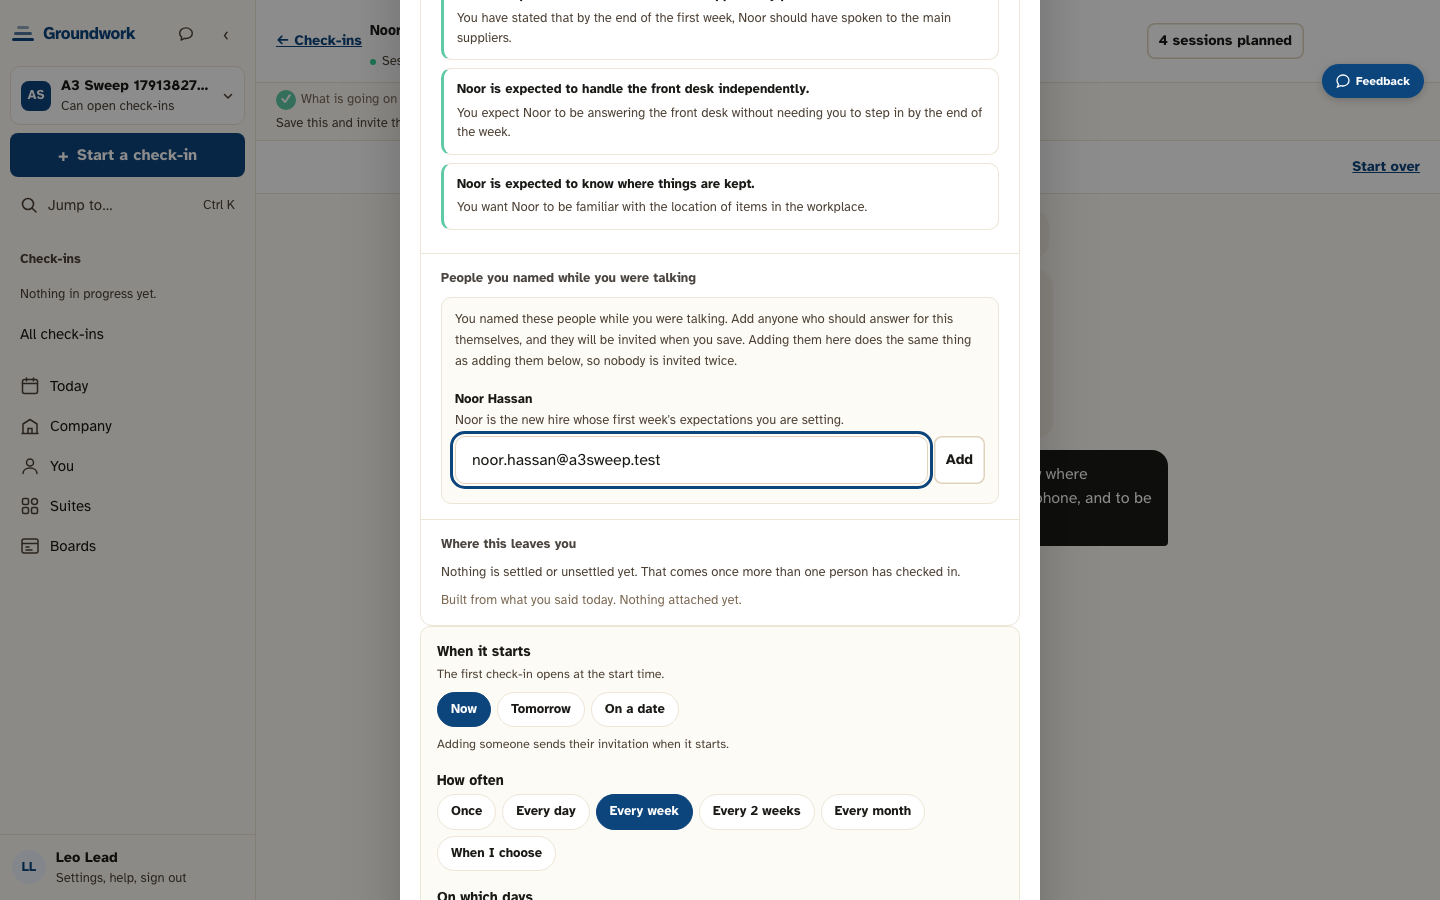 Groundwork
AS
A3 Sweep 17913827...
Can open check-ins
+ Start a check-in
Jump to...
Ctrl K
Check-ins
Nothing in progress yet.
All check-ins
Today
Company
You
Suites
Boards
LL
Leo Lead
Settings, help, sign out
← Check-ins
Noor
Ses
What is going on
Save this and invite th
4 sessions planned
Feedback
Start over
where
phone, and to be
You have stated that by the end of the first week, Noor should have spoken to the main
suppliers.
Noor is expected to handle the front desk independently.
You expect Noor to be answering the front desk without needing you to step in by the end of
the week.
Noor is expected to know where things are kept.
You want Noor to be familiar with the location of items in the workplace.
People you named while you were talking
You named these people while you were talking. Add anyone who should answer for this
themselves, and they will be invited when you save. Adding them here does the same thing
as adding them below, so nobody is invited twice.
Noor Hassan
Noor is the new hire whose first week's expectations you are setting.
noor.hassan@a3sweep.test
Add
Where this leaves you
Nothing is settled or unsettled yet. That comes once more than one person has checked in.
Built from what you said today. Nothing attached yet.
When it starts
The first check-in opens at the start time.
Now
Tomorrow
On a date
Adding someone sends their invitation when it starts.
How often
Once
Every day
Every week
Every 2 weeks
Every month
When I choose
On which days